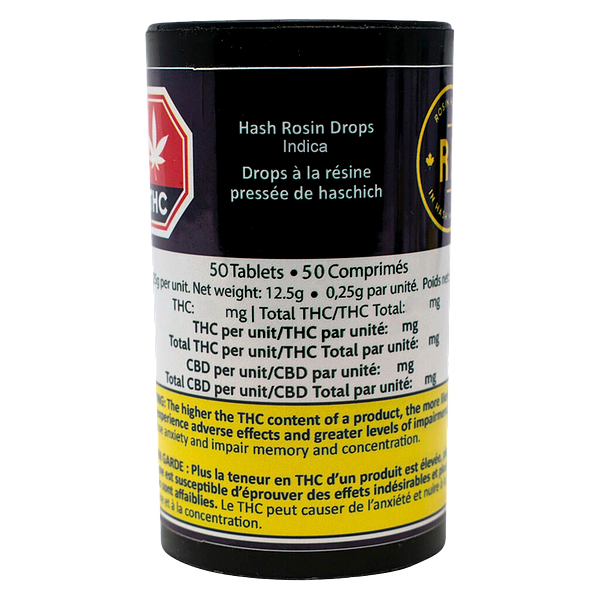 Hash Rosin Drops
Indica
Drops à la résine
pressée de haschich
THC
ROSIN
R
IN HASH
50 Tablets • 50 Comprimés
per unit. Net weight: 12.5g • 0,25g par unité. Poids net:
THC: mg | Total THC/THC Total: mg
THC per unit/THC par unité: mg
Total THC per unit/THC Total par unité: mg
CBD per unit/CBD par unité: mg
Total CBD per unit/CBD Total par unité: mg
The higher the THC content of a product, the more
experience adverse effects and greater levels of
anxiety and impair memory and concentration.
GARDE : Plus la teneur en THC d'un produit est élevée,
est susceptible d'éprouver des effets indésirables et
affaiblies. Le THC peut causer de l'anxiété et nuire à
et à la concentration.